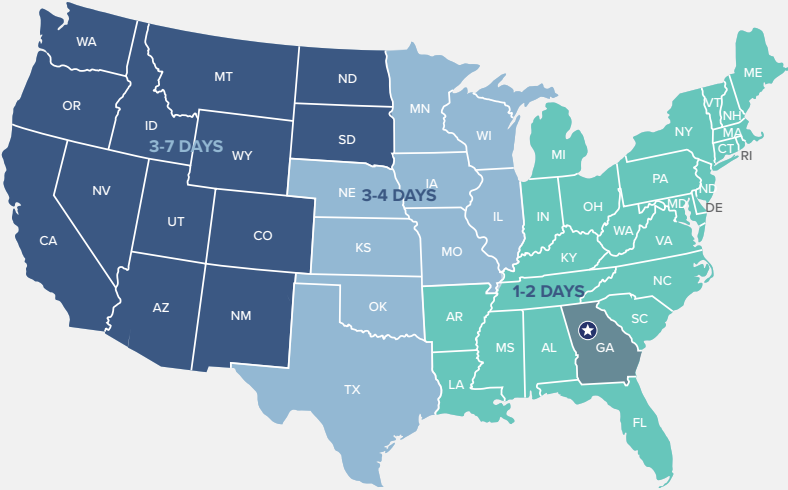 WA
ME
MT
ND
VT
OR
MN
NH
ID
NY
MA
WI
SD
CT
3-7 DAYS
MI
RI
WY
PA
NV
NE
3-4 DAYS
IA
ND
MD
DE
UT
OH
IN
IL
WA
CA
CO
VA
KS
MO
KY
NC
1-2 DAYS
AZ
NM
OK
AR
SC
MS
AL
GA
LA
TX
FL